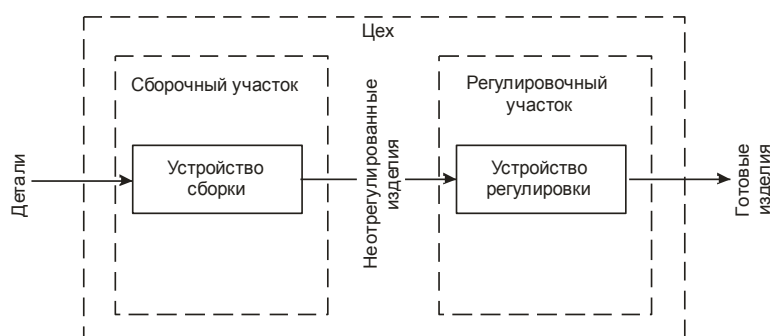 Цех
Сборочный участок
Регулировочный
участок
Детали
Устройство
сборки
Неотрегулированные
изделия
Устройство
регулировки
Готовые
изделия